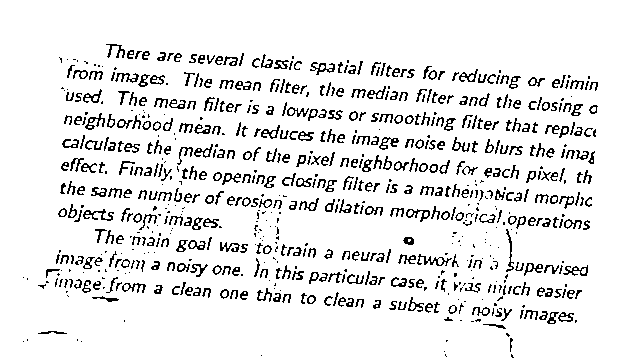 There are several classic spatial filters for reducing or elimin
from images. The mean filter, the median filter and the closing o
used. The mean filter is a lowpass or smoothing filter that replace
neighborhood mean. It reduces the image noise but blurs the imag
calculates the median of the pixel neighborhood for each pixel, th
effect. Finally, the opening closing filter is a mathematical morpho
the same number of erosion and dilation morphological operations
objects from images.
The main goal was to train a neural network in a supervised
image from a noisy one. In this particular case, it was much easier
image from a clean one than to clean a subset of noisy images.